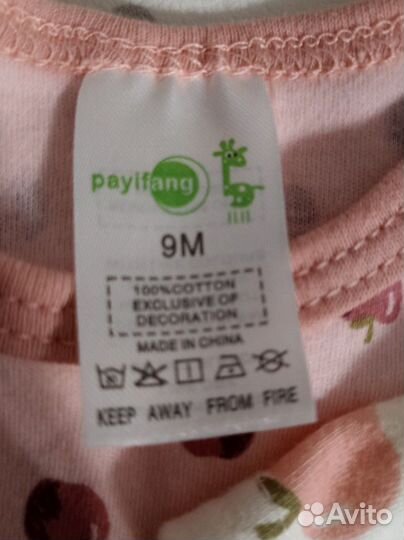 payifang
9M
100%COTTON
EXCLUSIVE OF
DECORATION
MADE IN CHINA
KEEP AWAY FROM FIRE
Avito